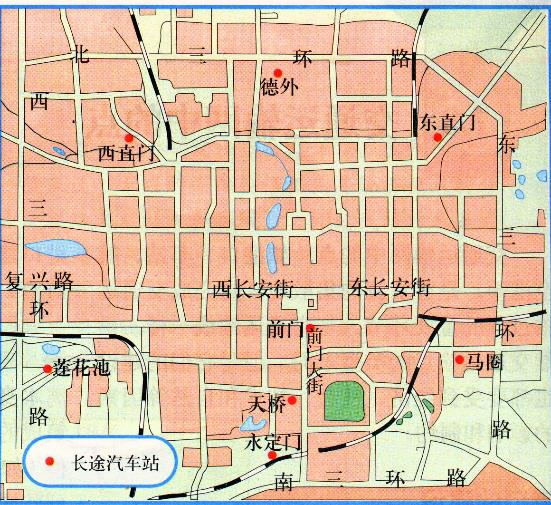 北三环路
德外
西三环路
东直门
西直门
东三环路
复兴路
西长安街
东长安街
前门
前门大街
马圈
莲花池
天桥
永定门
长途汽车站
南三环路